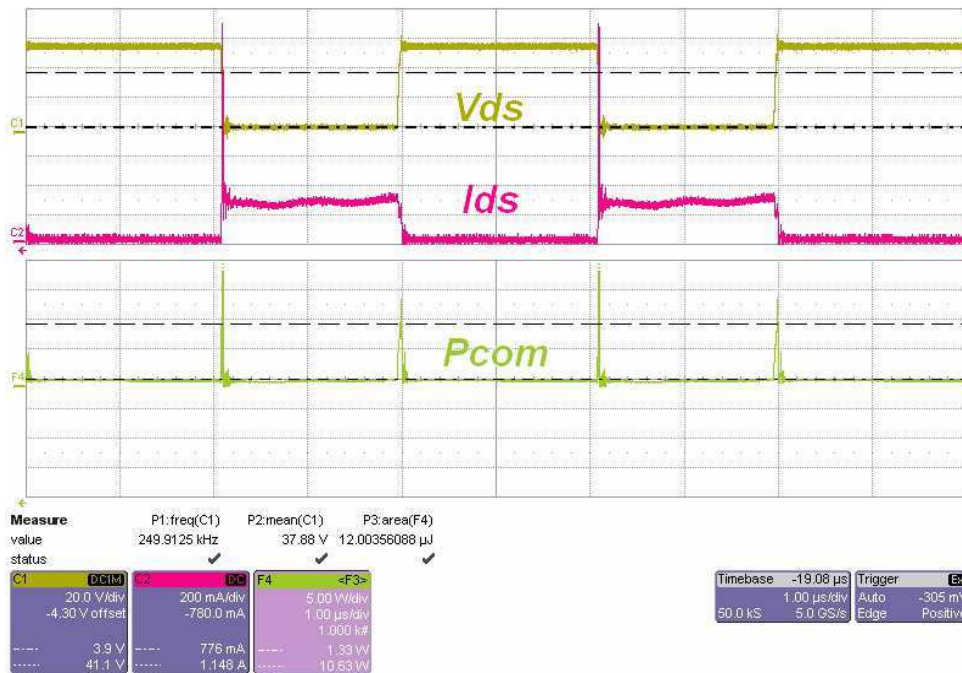 C1
Vds
Ids
C2
Pcom
F4
Measure P1:freq(C1) P2:mean(C1) P3:area(F4)
value 249.9125 kHz 37.88 V 12.00356088 µJ
status
C1 DC1M
20.0 V/div
-4.30 V offset
3.9 V
41.1 V
C2 DC
200 mA/div
-780.0 mA
776 mA
1.148 A
F4 <F3>
5.00 W/div
1.00 µs/div
1.000 k#
1.33 W
10.63 W
Timebase -19.08 µs
1.00 µs/div
50.0 kS 5.0 GS/s
Trigger Ex
Auto -305 mV
Edge Positive